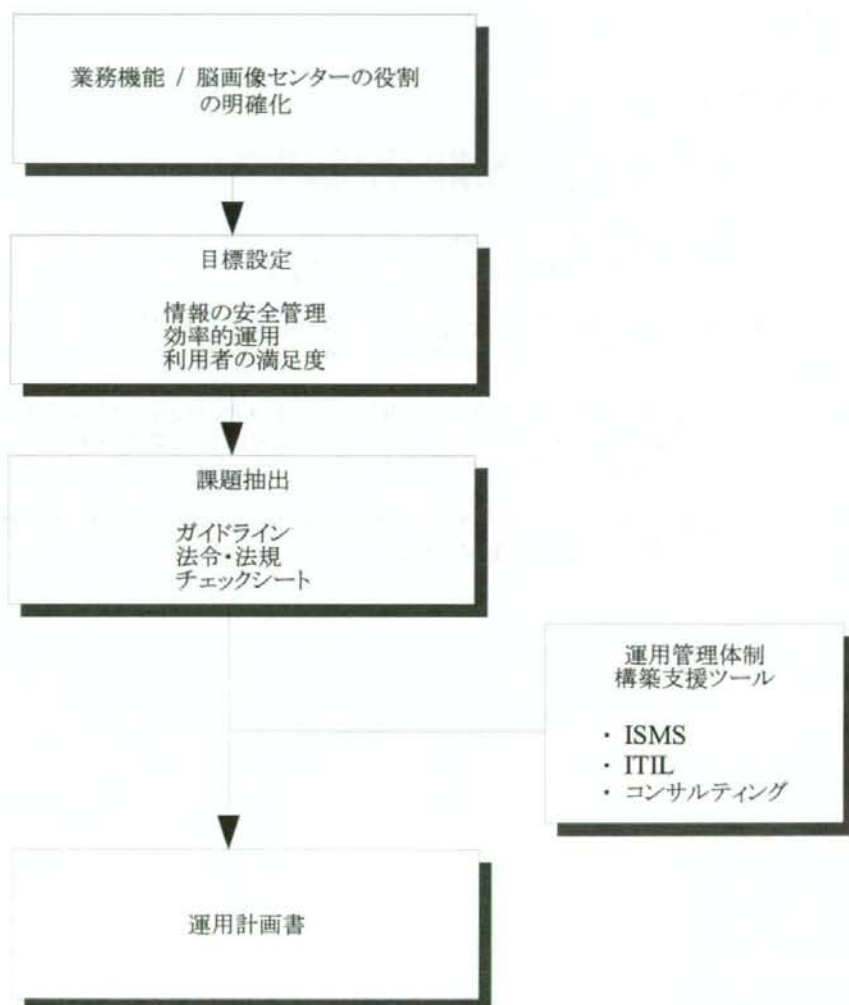 業務機能 / 脳画像センターの役割
の明確化
目標設定
情報の安全管理
効率的運用
利用者の満足度
課題抽出
ガイドライン
法令・法規
チェックシート
運用管理体制
構築支援ツール
・ ISMS
・ ITIL
・ コンサルティング
運用計画書